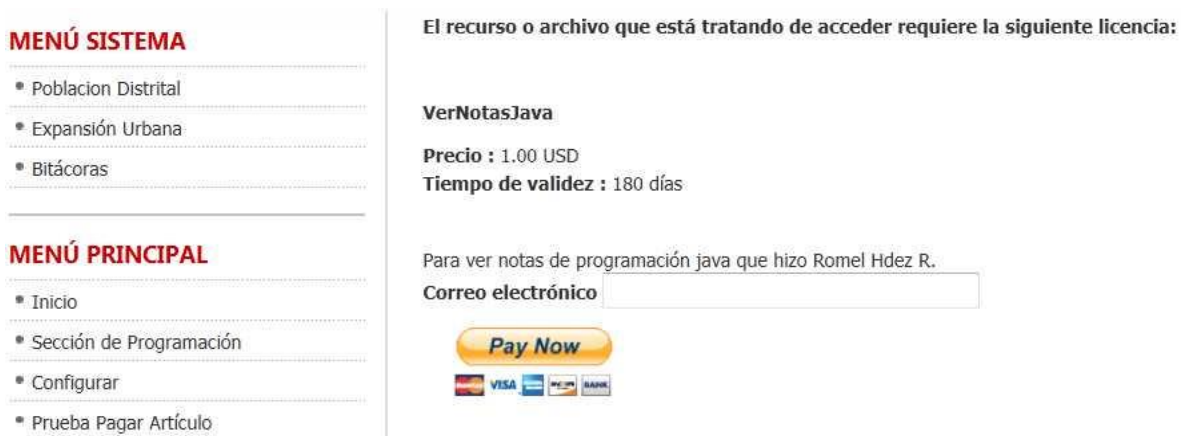 MENÚ SISTEMA
Poblacion Distrital
Expansión Urbana
Bitácoras
MENÚ PRINCIPAL
Inicio
Sección de Programación
Configurar
Prueba Pagar Artículo
El recurso o archivo que está tratando de acceder requiere la siguiente licencia:
VerNotasJava
Precio : 1.00 USD
Tiempo de validez : 180 días
Para ver notas de programación java que hizo Romel Hdez R.
Correo electrónico
Pay Now
VISA BANK